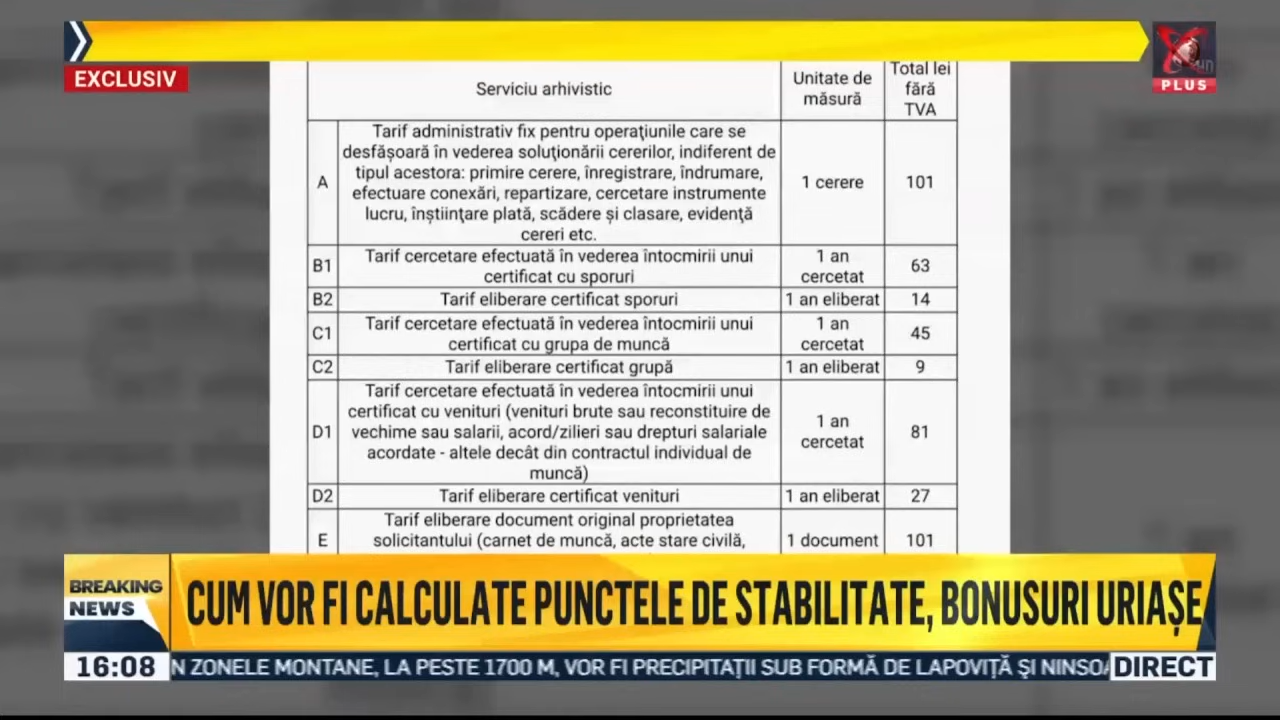 EXCLUSIV
PLUS
Serviciu arhivistic
Unitate de
măsură
Total lei
fără
TVA
A
Tarif administrativ fix pentru operaţiunile care se
desfășoară în vederea soluţionării cererilor, indiferent de
tipul acestora: primire cerere, înregistrare, îndrumare,
efectuare conexări, repartizare, cercetare instrumente
lucru, înștiinţare plată, scădere și clasare, evidenţă
cereri etc.
1 cerere
101
B1
Tarif cercetare efectuată în vederea întocmirii unui
certificat cu sporuri
1 an
cercetat
63
B2
Tarif eliberare certificat sporuri
1 an eliberat
14
C1
Tarif cercetare efectuată în vederea întocmirii unui
certificat cu grupa de muncă
1 an
cercetat
45
C2
Tarif eliberare certificat grupă
1 an eliberat
9
D1
Tarif cercetare efectuată în vederea întocmirii unui
certificat cu venituri (venituri brute sau reconstituire de
vechime sau salarii, acord/zilieri sau drepturi salariale
acordate - altele decât din contractul individual de
muncă)
1 an
cercetat
81
D2
Tarif eliberare certificat venituri
1 an eliberat
27
E
Tarif eliberare document original proprietatea
solicitantului (carnet de muncă, acte stare civilă,
1 document
101
BREAKING
NEWS
CUM VOR FI CALCULATE PUNCTELE DE STABILITATE, BONUSURI URIAȘE
16:08
N ZONELE MONTANE, LA PESTE 1700 M, VOR FI PRECIPITAȚII SUB FORMĂ DE LAPOVIȚĂ ŞI NINSOA
DIRECT